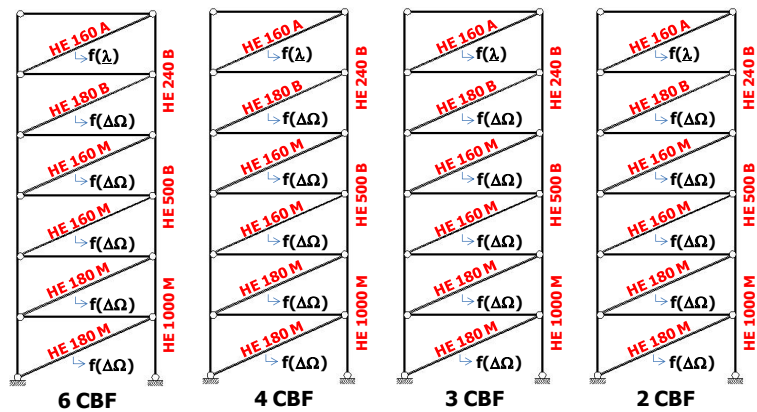 HE 160 A
f(λ)
HE 240 B
HE 180 B
f(ΔΩ)
HE 160 M
f(ΔΩ)
HE 500 B
HE 160 M
f(ΔΩ)
HE 180 M
f(ΔΩ)
HE 1000 M
HE 180 M
f(ΔΩ)
6 CBF
HE 160 A
f(λ)
HE 240 B
HE 180 B
f(ΔΩ)
HE 160 M
f(ΔΩ)
HE 500 B
HE 160 M
f(ΔΩ)
HE 180 M
f(ΔΩ)
HE 1000 M
HE 180 M
f(ΔΩ)
4 CBF
HE 160 A
f(λ)
HE 240 B
HE 180 B
f(ΔΩ)
HE 160 M
f(ΔΩ)
HE 500 B
HE 160 M
f(ΔΩ)
HE 180 M
f(ΔΩ)
HE 1000 M
HE 180 M
f(ΔΩ)
3 CBF
HE 160 A
f(λ)
HE 240 B
HE 180 B
f(ΔΩ)
HE 160 M
f(ΔΩ)
HE 500 B
HE 160 M
f(ΔΩ)
HE 180 M
f(ΔΩ)
HE 1000 M
HE 180 M
f(ΔΩ)
2 CBF